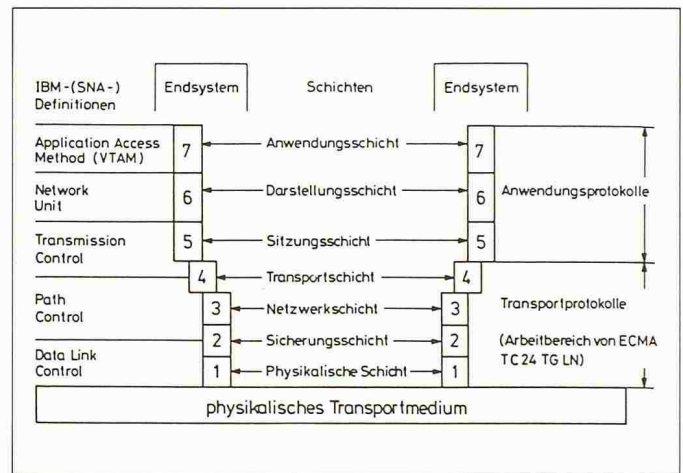 IBM-(SNA-)
Definitionen
Endsystem
Schichten
Endsystem
Application Access
Method (VTAM)
7
Anwendungsschicht
7
Network
Unit
6
Darstellungsschicht
6
Anwendungsprotokolle
Transmission
Control
5
Sitzungsschicht
5
4
Transportschicht
4
Path
Control
3
Netzwerkschicht
3
Transportprotokolle
2
Sicherungsschicht
2
(Arbeitbereich von ECMA
TC 24 TG LN)
Data Link
Control
1
Physikalische Schicht
1
physikalisches Transportmedium